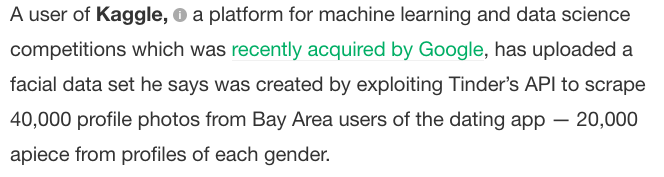 A user of Kaggle, i a platform for machine learning and data science
competitions which was recently acquired by Google, has uploaded a
facial data set he says was created by exploiting Tinder’s API to scrape
40,000 profile photos from Bay Area users of the dating app — 20,000
apiece from profiles of each gender.